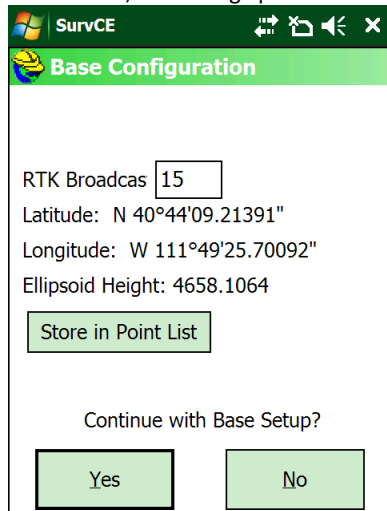 SurvCE
Base Configuration
RTK Broadcas 15
Latitude: N 40°44'09.21391"
Longitude: W 111°49'25.70092"
Ellipsoid Height: 4658.1064
Store in Point List
Continue with Base Setup?
Yes No